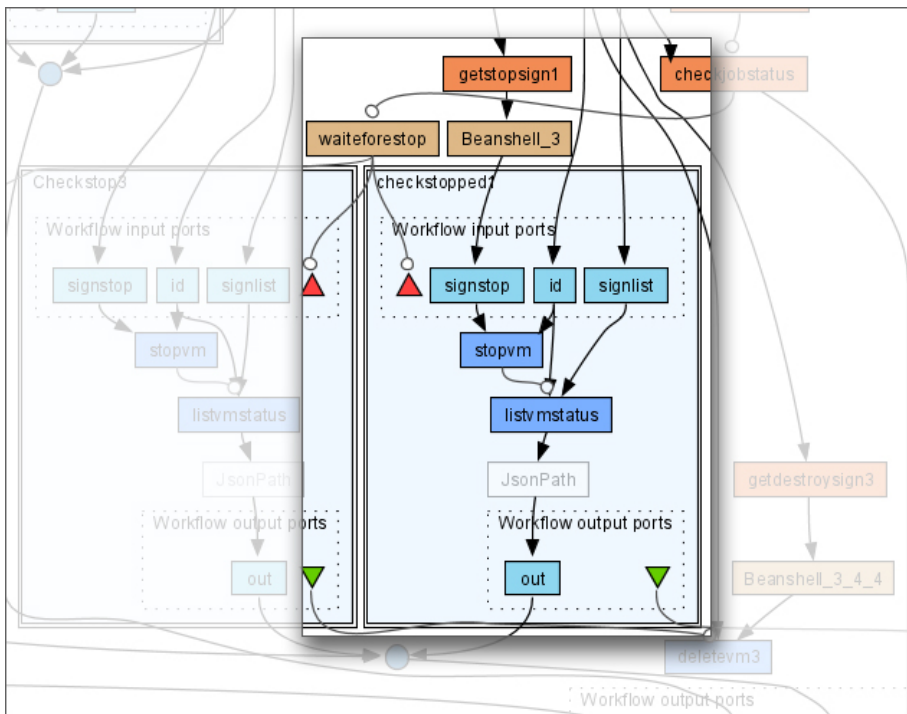 getstopsign1
checkjobstatus
waiteforestop
Beanshell_3
Checkstop3
checkstopped1
Workflow input ports
Workflow input ports
signstop
id
signlist
signstop
id
signlist
stopvm
stopvm
listvmstatus
listvmstatus
JsonPath
JsonPath
getdestroysign3
Workflow output ports
Workflow output ports
out
out
Beanshell_3_4_4
deletevm3
Workflow output ports